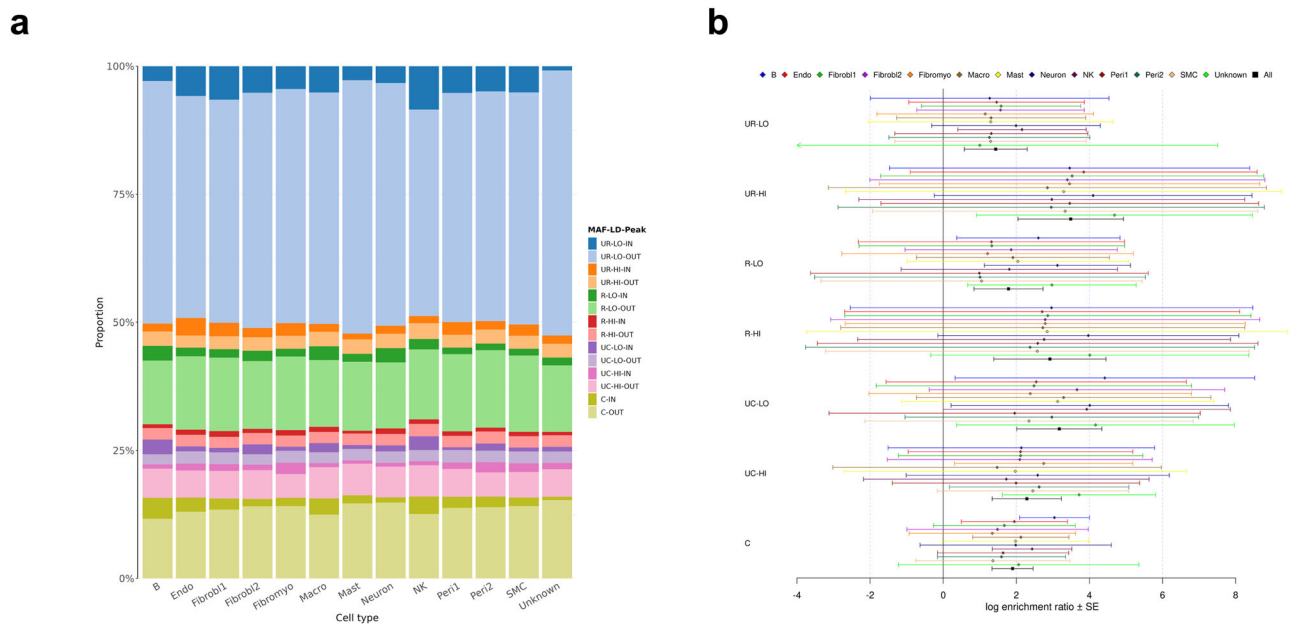 a
b
100%
75%
50%
25%
0%
Proportion
B
Endo
Fibrobl1
Fibrobl2
Fibromyo
Macro
Mast
Neuron
NK
Peri1
Peri2
SMC
Unknown
Cell type
MAF-LD-Peak
UR-LO-IN
UR-LO-OUT
UR-HI-IN
UR-HI-OUT
R-LO-IN
R-LO-OUT
R-HI-IN
R-HI-OUT
UC-LO-IN
UC-LO-OUT
UC-HI-IN
UC-HI-OUT
C-IN
C-OUT
B Endo Fibrobl1 Fibrobl2 Fibromyo Macro Mast Neuron NK Peri1 Peri2 SMC Unknown All
UR-LO
UR-HI
R-LO
R-HI
UC-LO
UC-HI
C
-4 -2 0 2 4 6 8
log enrichment ratio ± SE